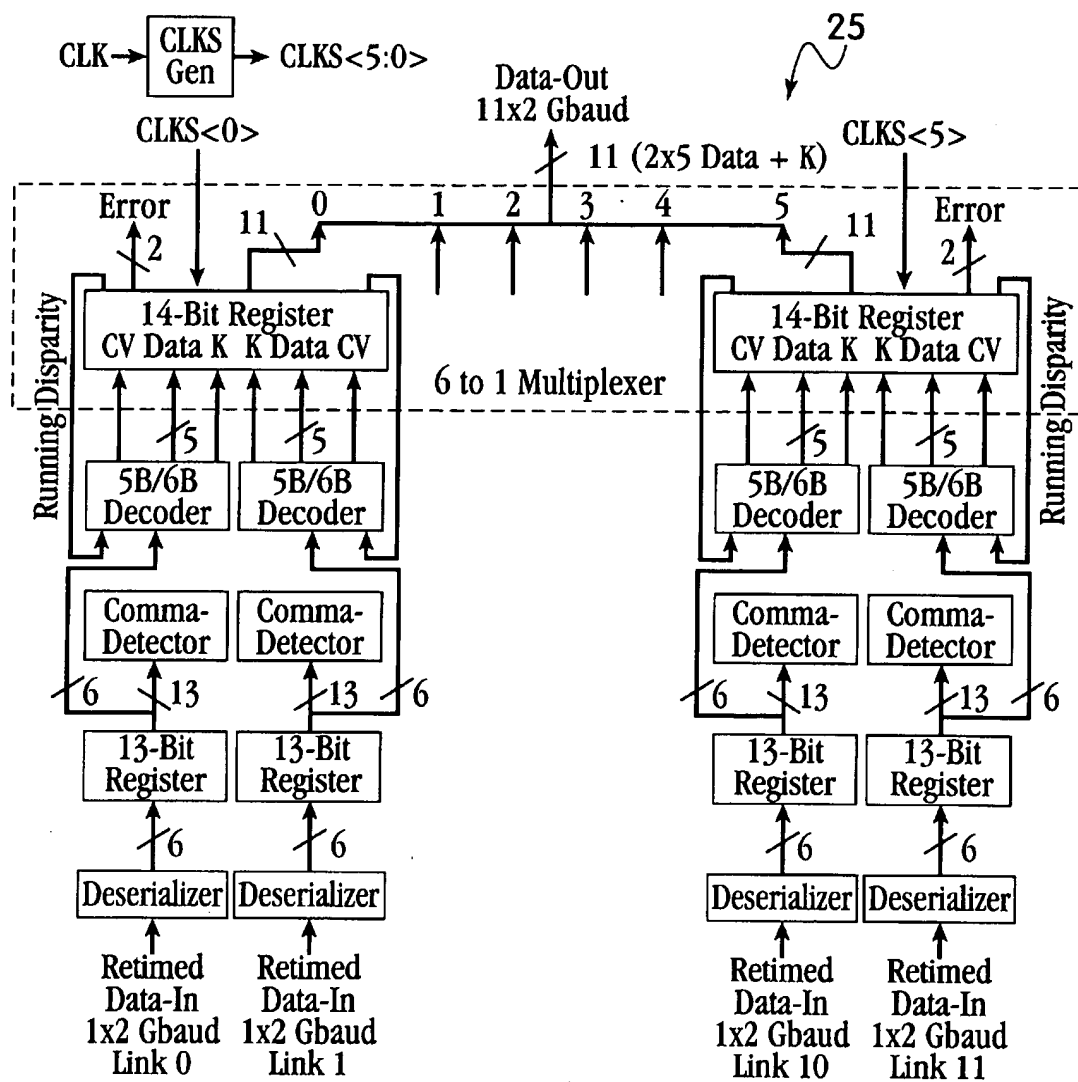 CLK
CLKS
Gen
CLKS<5:0>
25
Data-Out
11x2 Gbaud
CLKS<0>
11 (2x5 Data + K)
CLKS<5>
Error
2
11
0
1
2
3
4
5
11
Error
2
Running Disparity
14-Bit Register
CV Data K K Data CV
6 to 1 Multiplexer
14-Bit Register
CV Data K K Data CV
Running Disparity
5
5
5
5
5B/6B
Decoder
5B/6B
Decoder
5B/6B
Decoder
5B/6B
Decoder
Comma-
Detector
Comma-
Detector
Comma-
Detector
Comma-
Detector
6
13
13
6
6
13
13
6
13-Bit
Register
13-Bit
Register
13-Bit
Register
13-Bit
Register
6
6
6
6
Deserializer
Deserializer
Deserializer
Deserializer
Retimed
Data-In
1x2 Gbaud
Link 0
Retimed
Data-In
1x2 Gbaud
Link 1
Retimed
Data-In
1x2 Gbaud
Link 10
Retimed
Data-In
1x2 Gbaud
Link 11